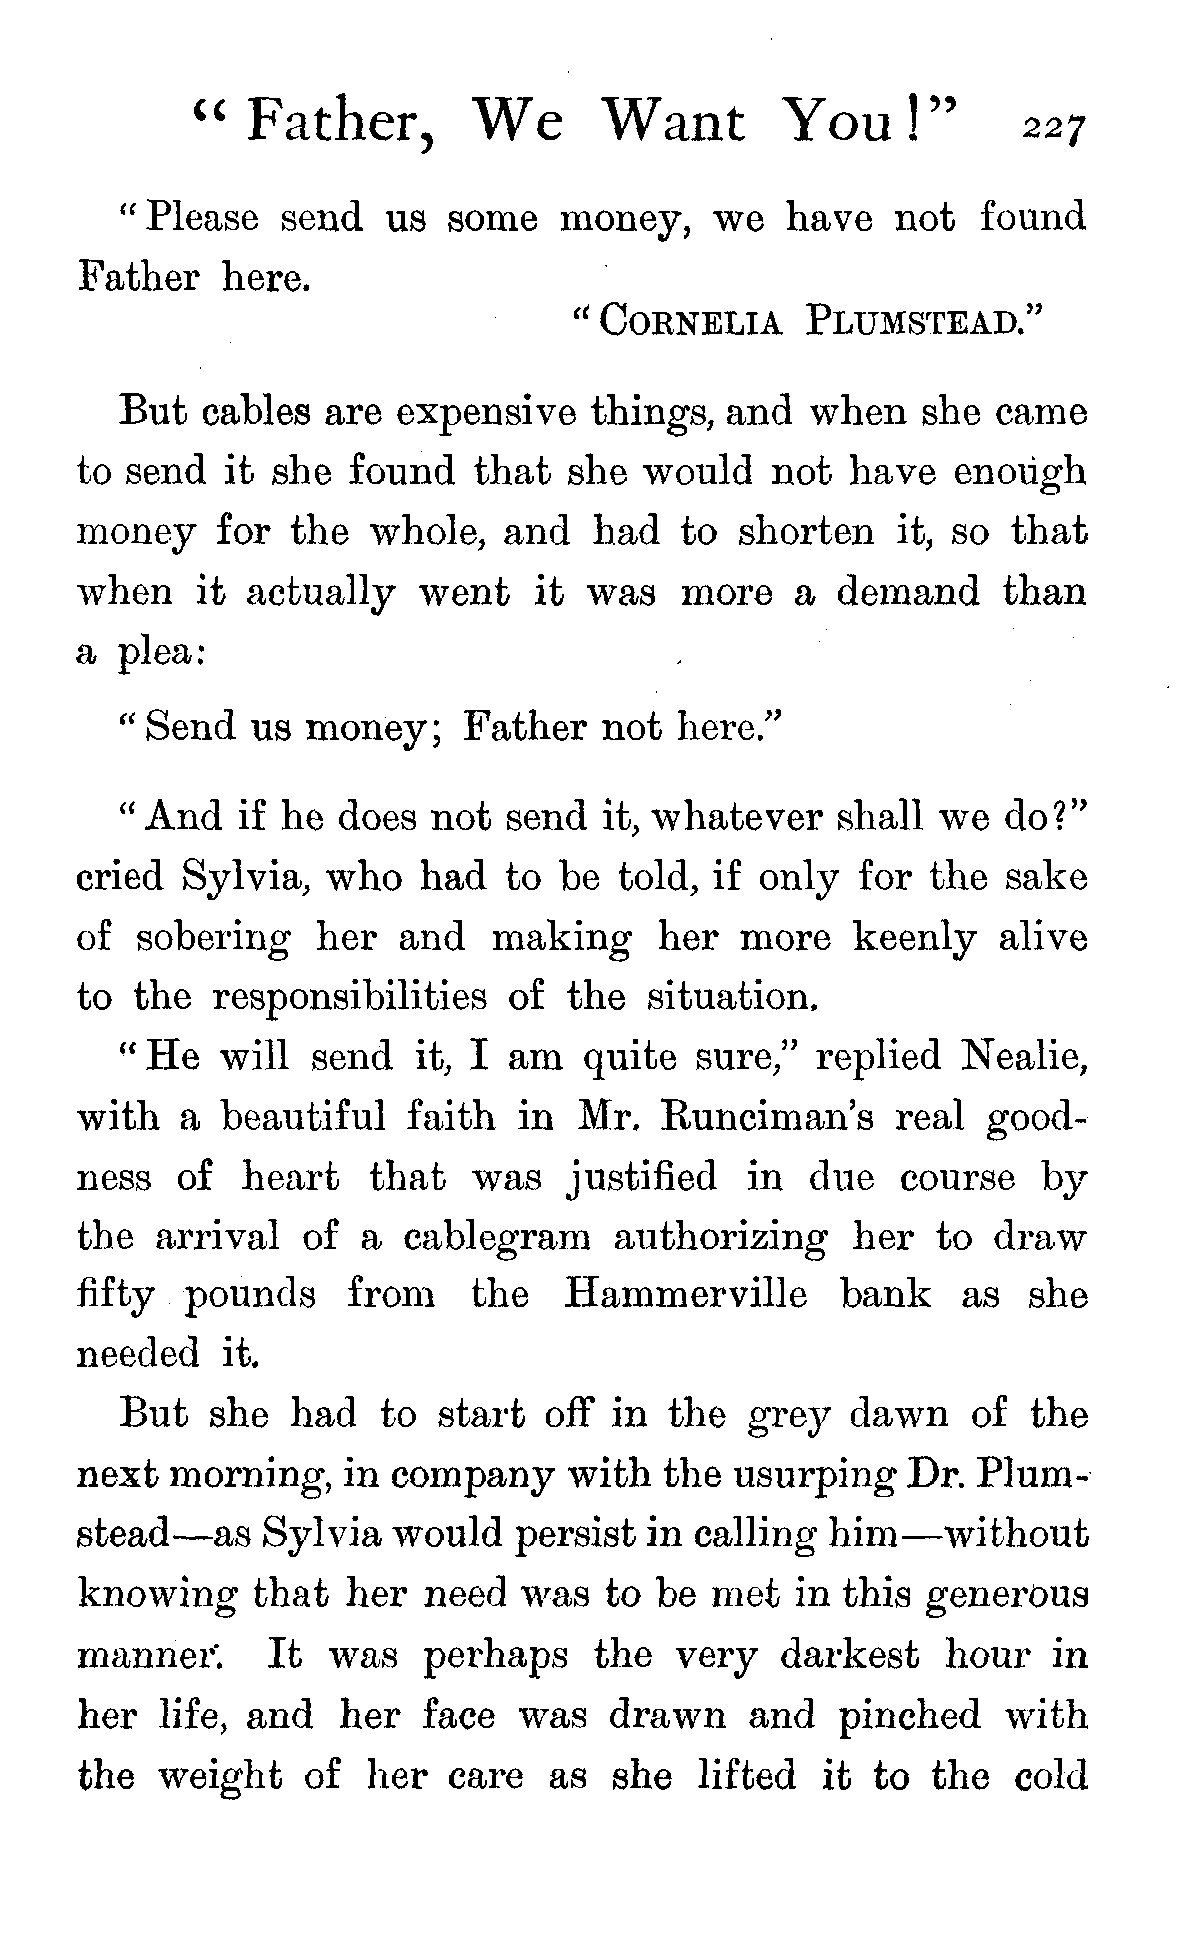 “ Father, We Want You!” 227
“Please send us some money, we have not found
Father here.
“CORNELIA PLUMSTEAD.”
But cables are expensive things, and when she came
to send it she found that she would not have enough
money for the whole, and had to shorten it, so that
when it actually went it was more a demand than
a plea:
“Send us money; Father not here.”
“And if he does not send it, whatever shall we do?”
cried Sylvia, who had to be told, if only for the sake
of sobering her and making her more keenly alive
to the responsibilities of the situation.
“He will send it, I am quite sure,” replied Nealie,
with a beautiful faith in Mr. Runciman’s real good-
ness of heart that was justified in due course by
the arrival of a cablegram authorizing her to draw
fifty pounds from the Hammerville bank as she
needed it.
But she had to start off in the grey dawn of the
next morning, in company with the usurping Dr. Plum-
stead—as Sylvia would persist in calling him—without
knowing that her need was to be met in this generous
manner. It was perhaps the very darkest hour in
her life, and her face was drawn and pinched with
the weight of her care as she lifted it to the cold